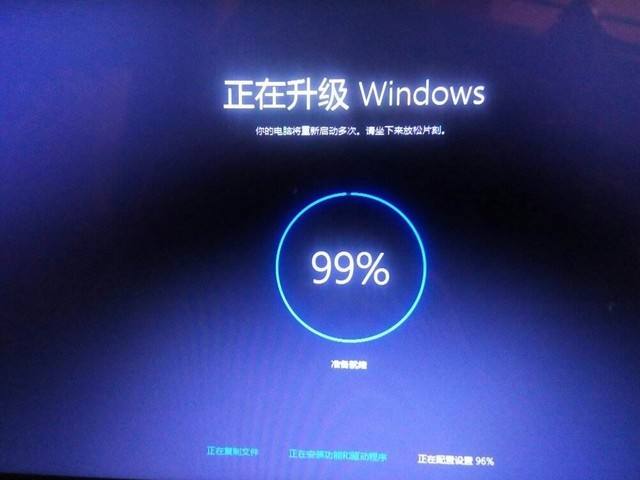 正在升级 Windows
你的电脑将重新启动多次。请坐下来放松片刻。
99%
准备就绪
正在复制文件 正在安装功能和驱动程序 正在配置设置 96%